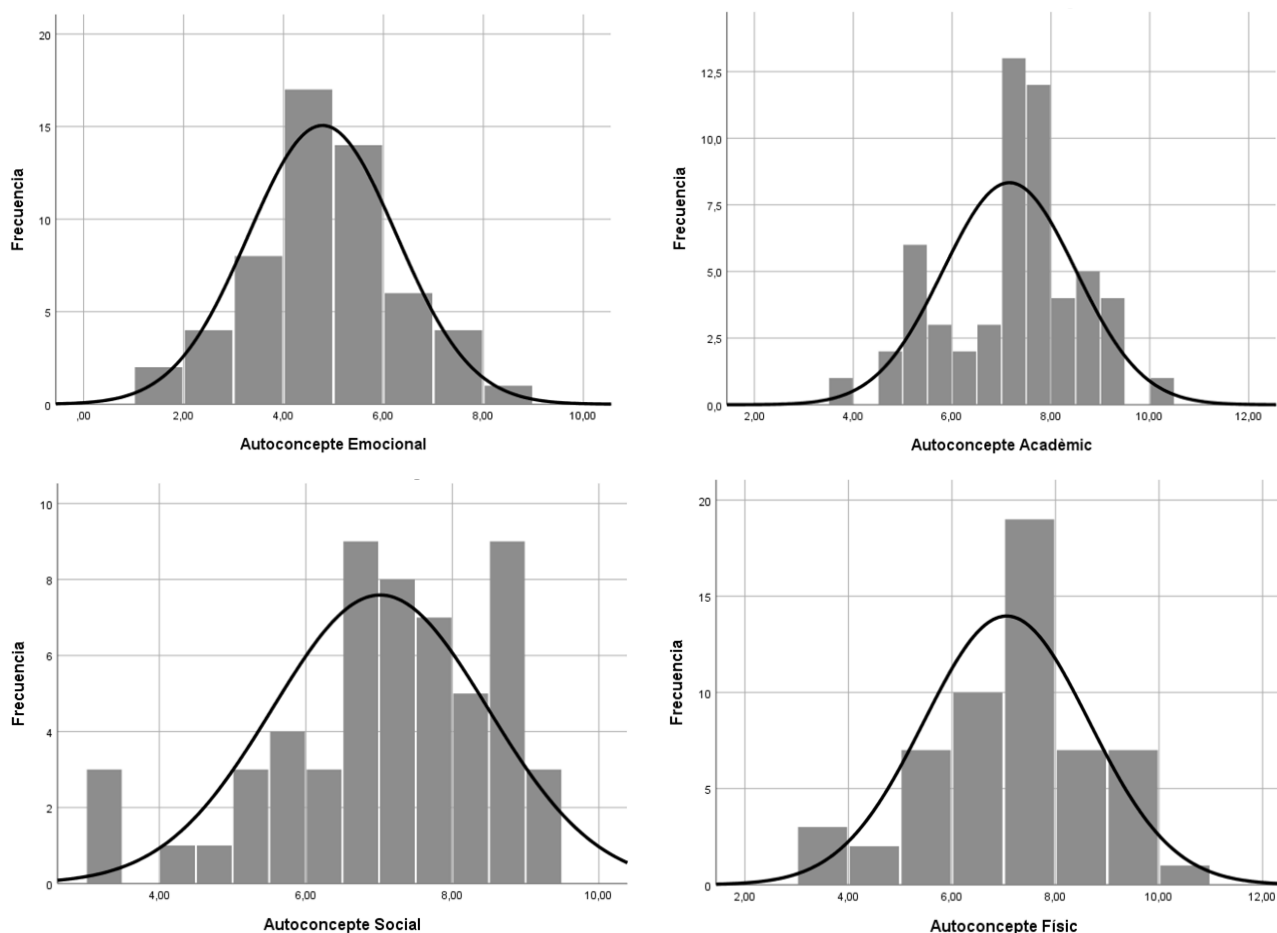 20
15
10
5
0
Frecuencia
,00 2,00 4,00 6,00 8,00 10,00
Autoconcepte Emocional
12,5
10,0
7,5
5,0
2,5
0,0
Frecuencia
2,00 4,00 6,00 8,00 10,00 12,00
Autoconcepte Acadèmic
10
8
6
4
2
0
Frecuencia
4,00 6,00 8,00 10,00
Autoconcepte Social
20
15
10
5
0
Frecuencia
2,00 4,00 6,00 8,00 10,00 12,00
Autoconcepte Físic